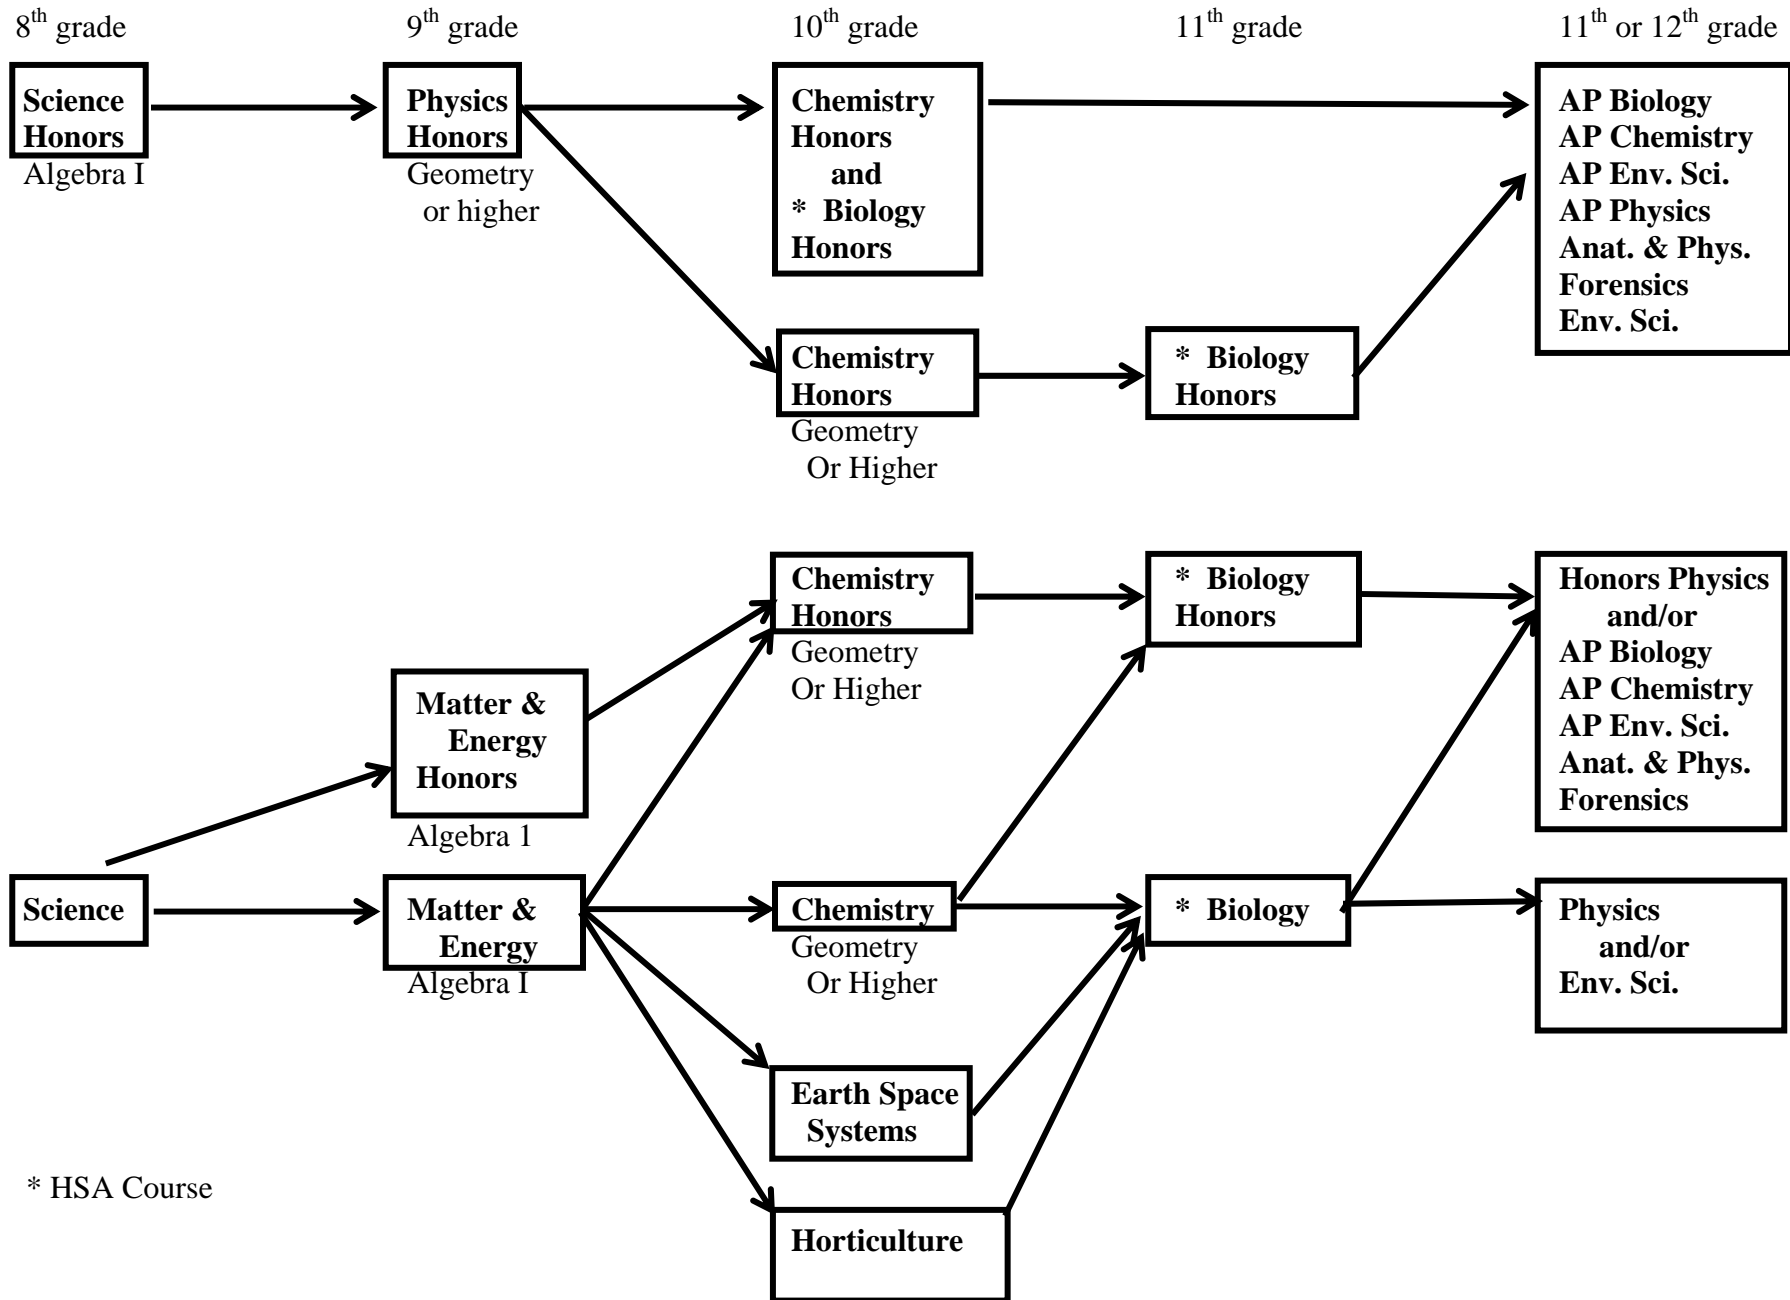 8th grade
9th grade
10th grade
11th grade
11th or 12th grade
Science
Honors
Algebra I
Physics
Honors
Geometry
or higher
Chemistry
Honors
and
* Biology
Honors
AP Biology
AP Chemistry
AP Env. Sci.
AP Physics
Anat. & Phys.
Forensics
Env. Sci.
Chemistry
Honors
Geometry
Or Higher
* Biology
Honors
Chemistry
Honors
Geometry
Or Higher
* Biology
Honors
Honors Physics
and/or
AP Biology
AP Chemistry
AP Env. Sci.
Anat. & Phys.
Forensics
Matter &
Energy
Honors
Algebra 1
Science
Matter &
Energy
Algebra I
Chemistry
Geometry
Or Higher
* Biology
Physics
and/or
Env. Sci.
Earth Space
Systems
* HSA Course
Horticulture